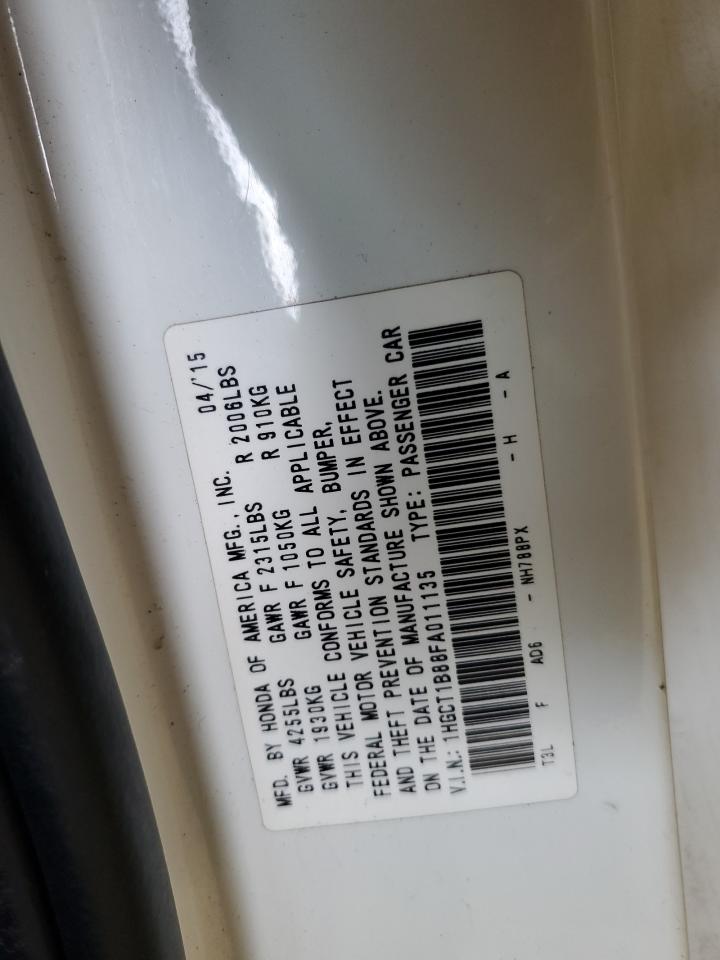 MFD. BY HONDA OF AMERICA MFG., INC. 04/'15
GVWR 4255LBS GAWR F 2315LBS R 2006LBS
GVWR 1930KG GAWR F 1050KG R 910KG
THIS VEHICLE CONFORMS TO ALL APPLICABLE
FEDERAL MOTOR VEHICLE SAFETY, BUMPER,
AND THEFT PREVENTION STANDARDS IN EFFECT
ON THE DATE OF MANUFACTURE SHOWN ABOVE.
V.I.N.: 1HGCT1B88FA011135 TYPE: PASSENGER CAR
T3L F AD6 - NH788PX - H - A